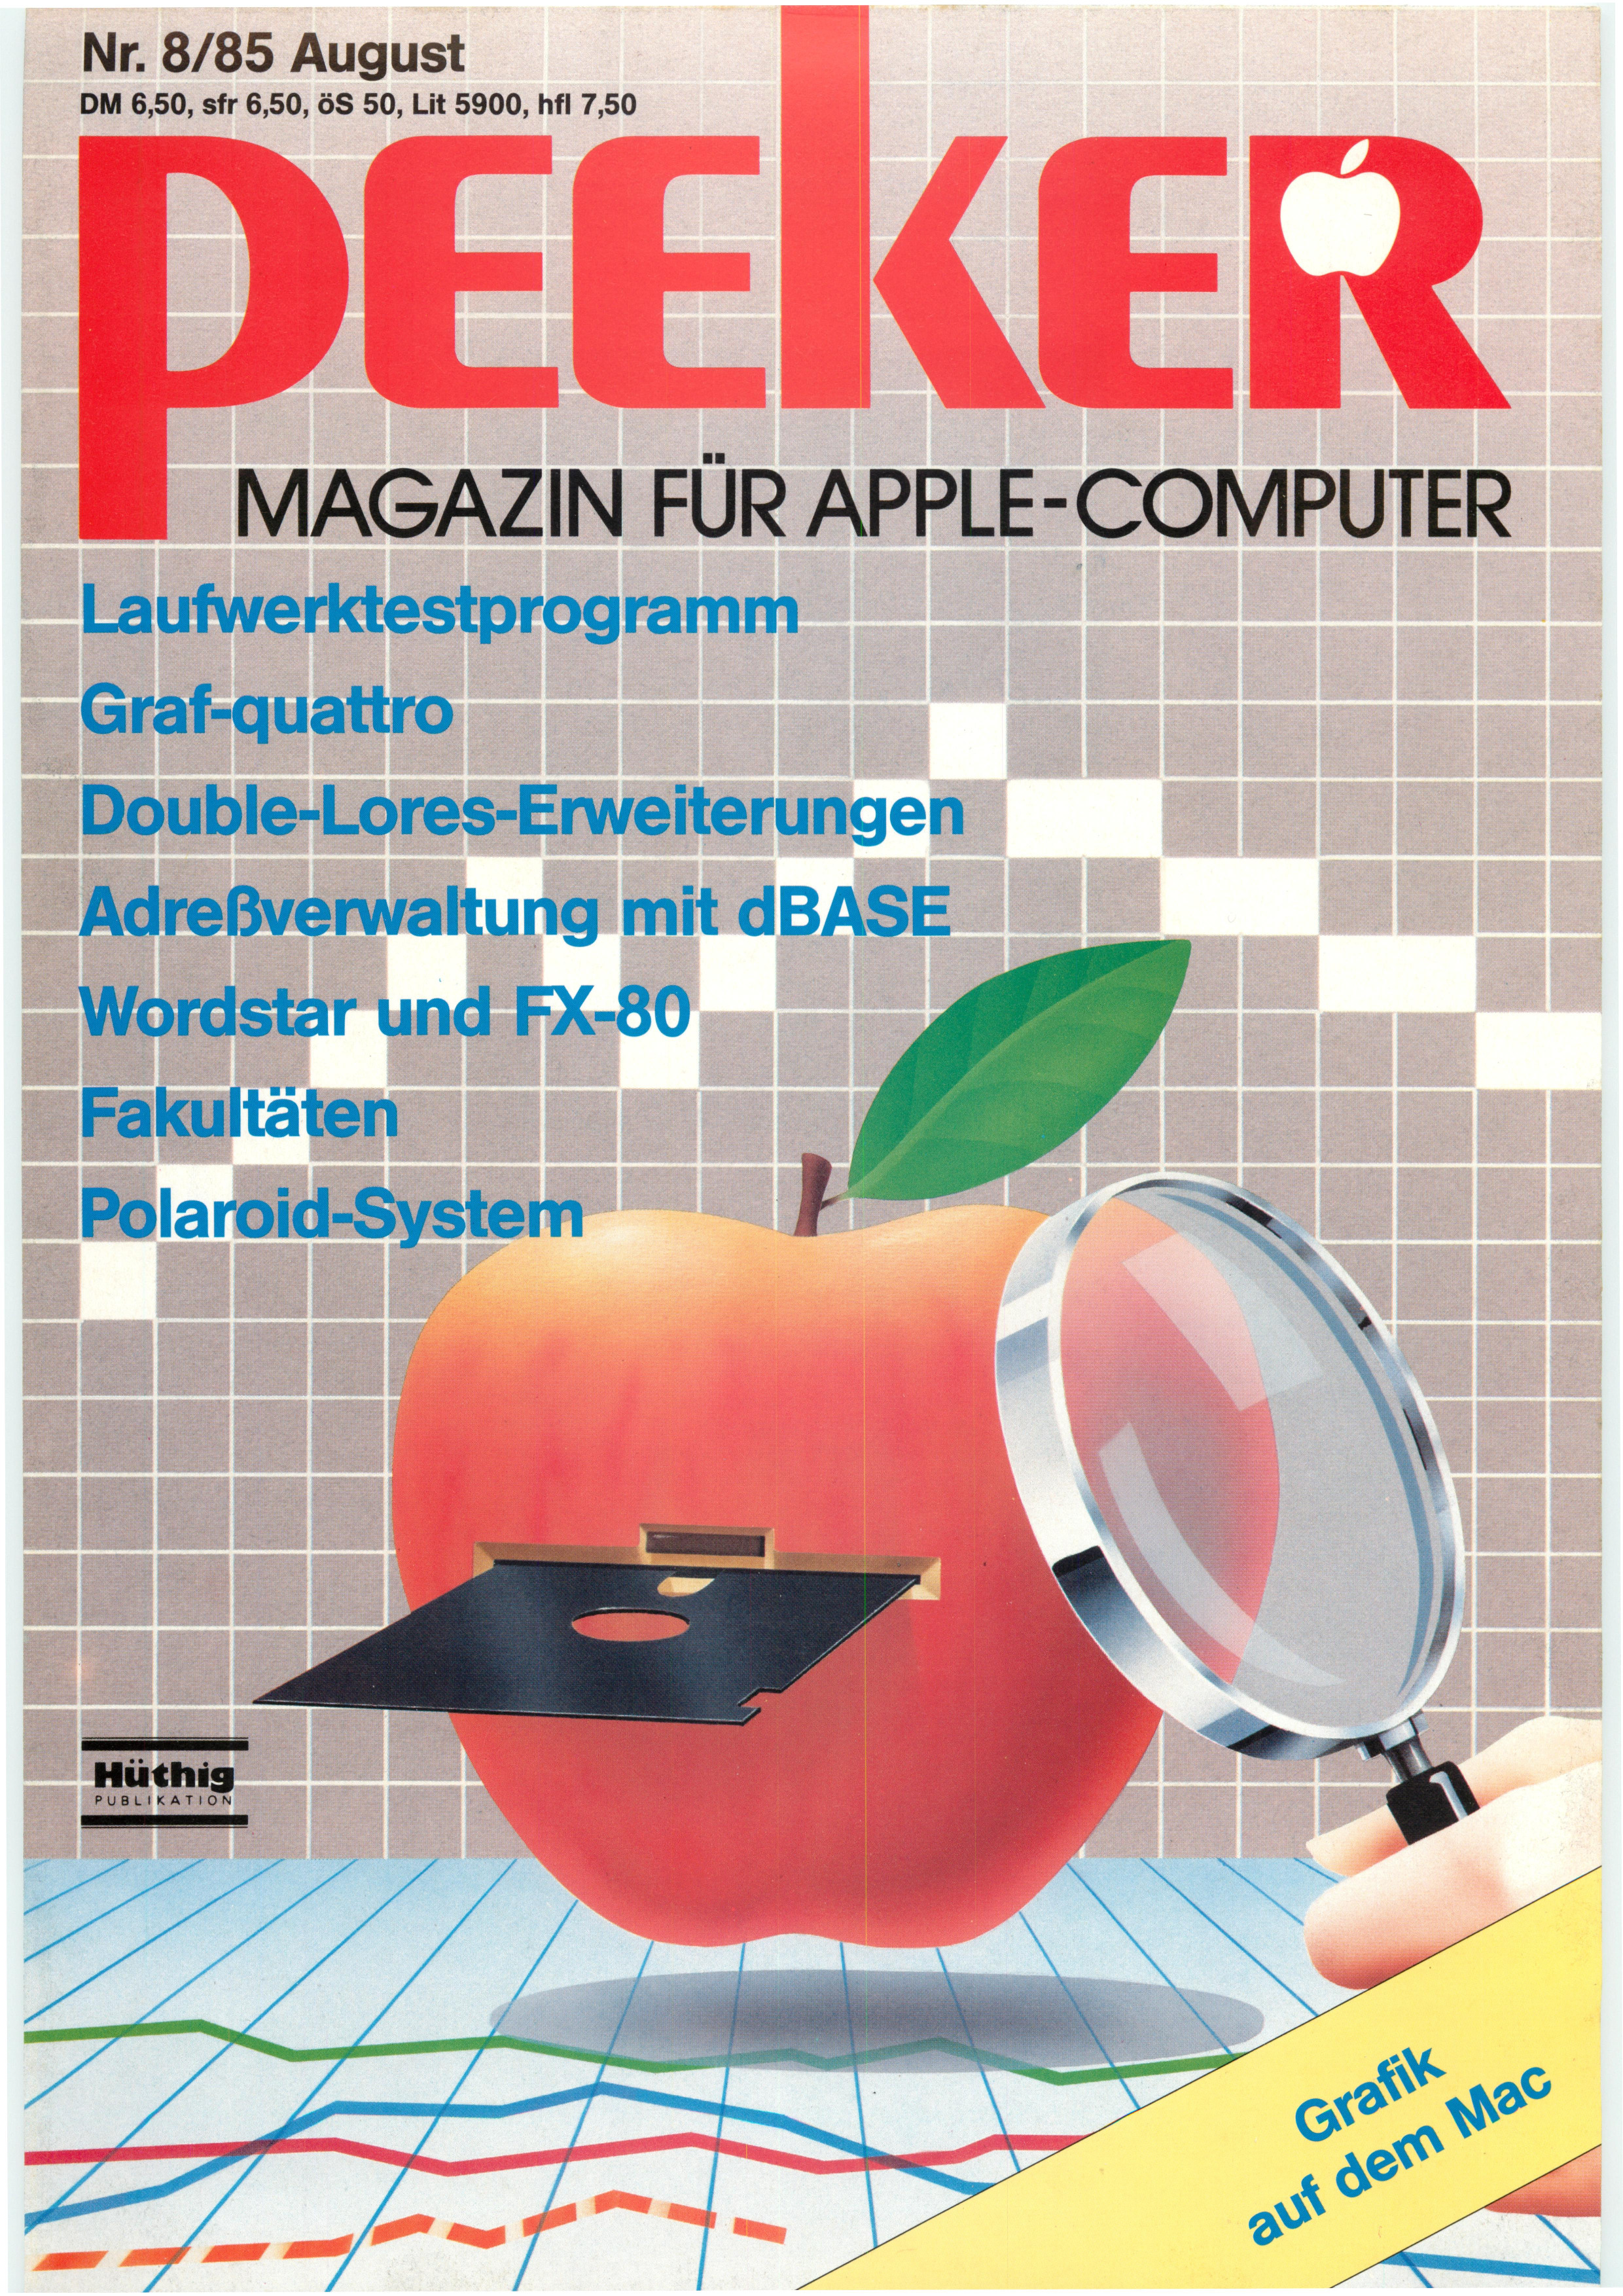 Nr. 8/85 August
DM 6,50, sfr 6,50, öS 50, Lit 5900, hfl 7,50
PEEKER
MAGAZIN FÜR APPLE-COMPUTER
Laufwerktestprogramm
Graf-quattro
Double-Lores-Erweiterungen
Adreßverwaltung mit dBASE
Wordstar und FX-80
Fakultäten
Polaroid-System
Hüthig
PUBLIKATION
Grafik
auf dem Mac